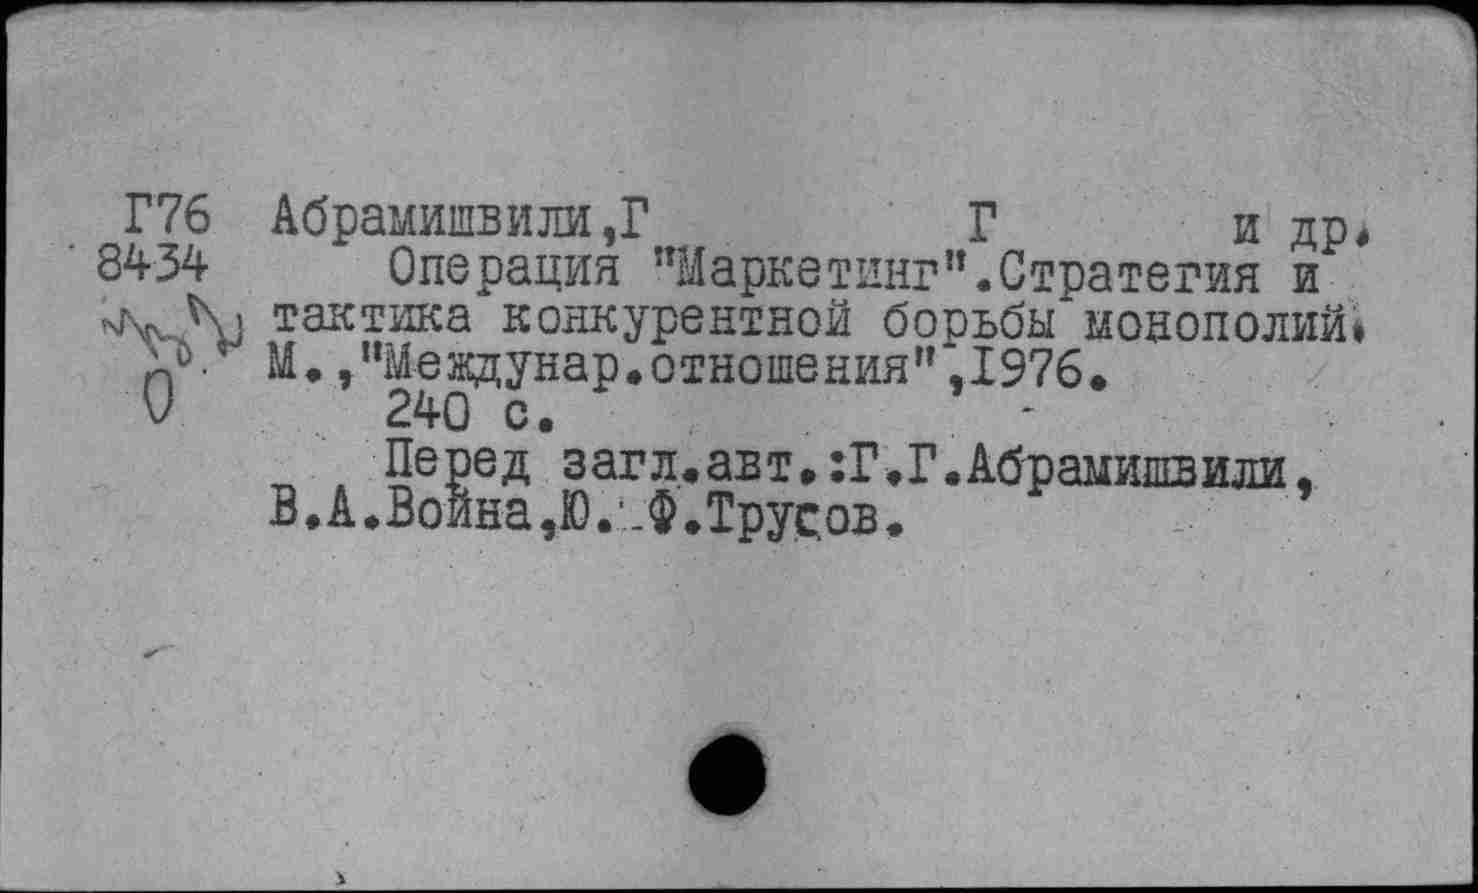 Г76 Абрамишвили,Г Г и др.
8434 Операция "Маркетинг".Стратегия и
тактика конкурентной борьбы монополий.
М.,"Междунар.отношения",1976.
240 с.
Перед загл.авт.:Г.Г.Абрамишвили,
В.А.Война,Ю.Ф.Трусов.